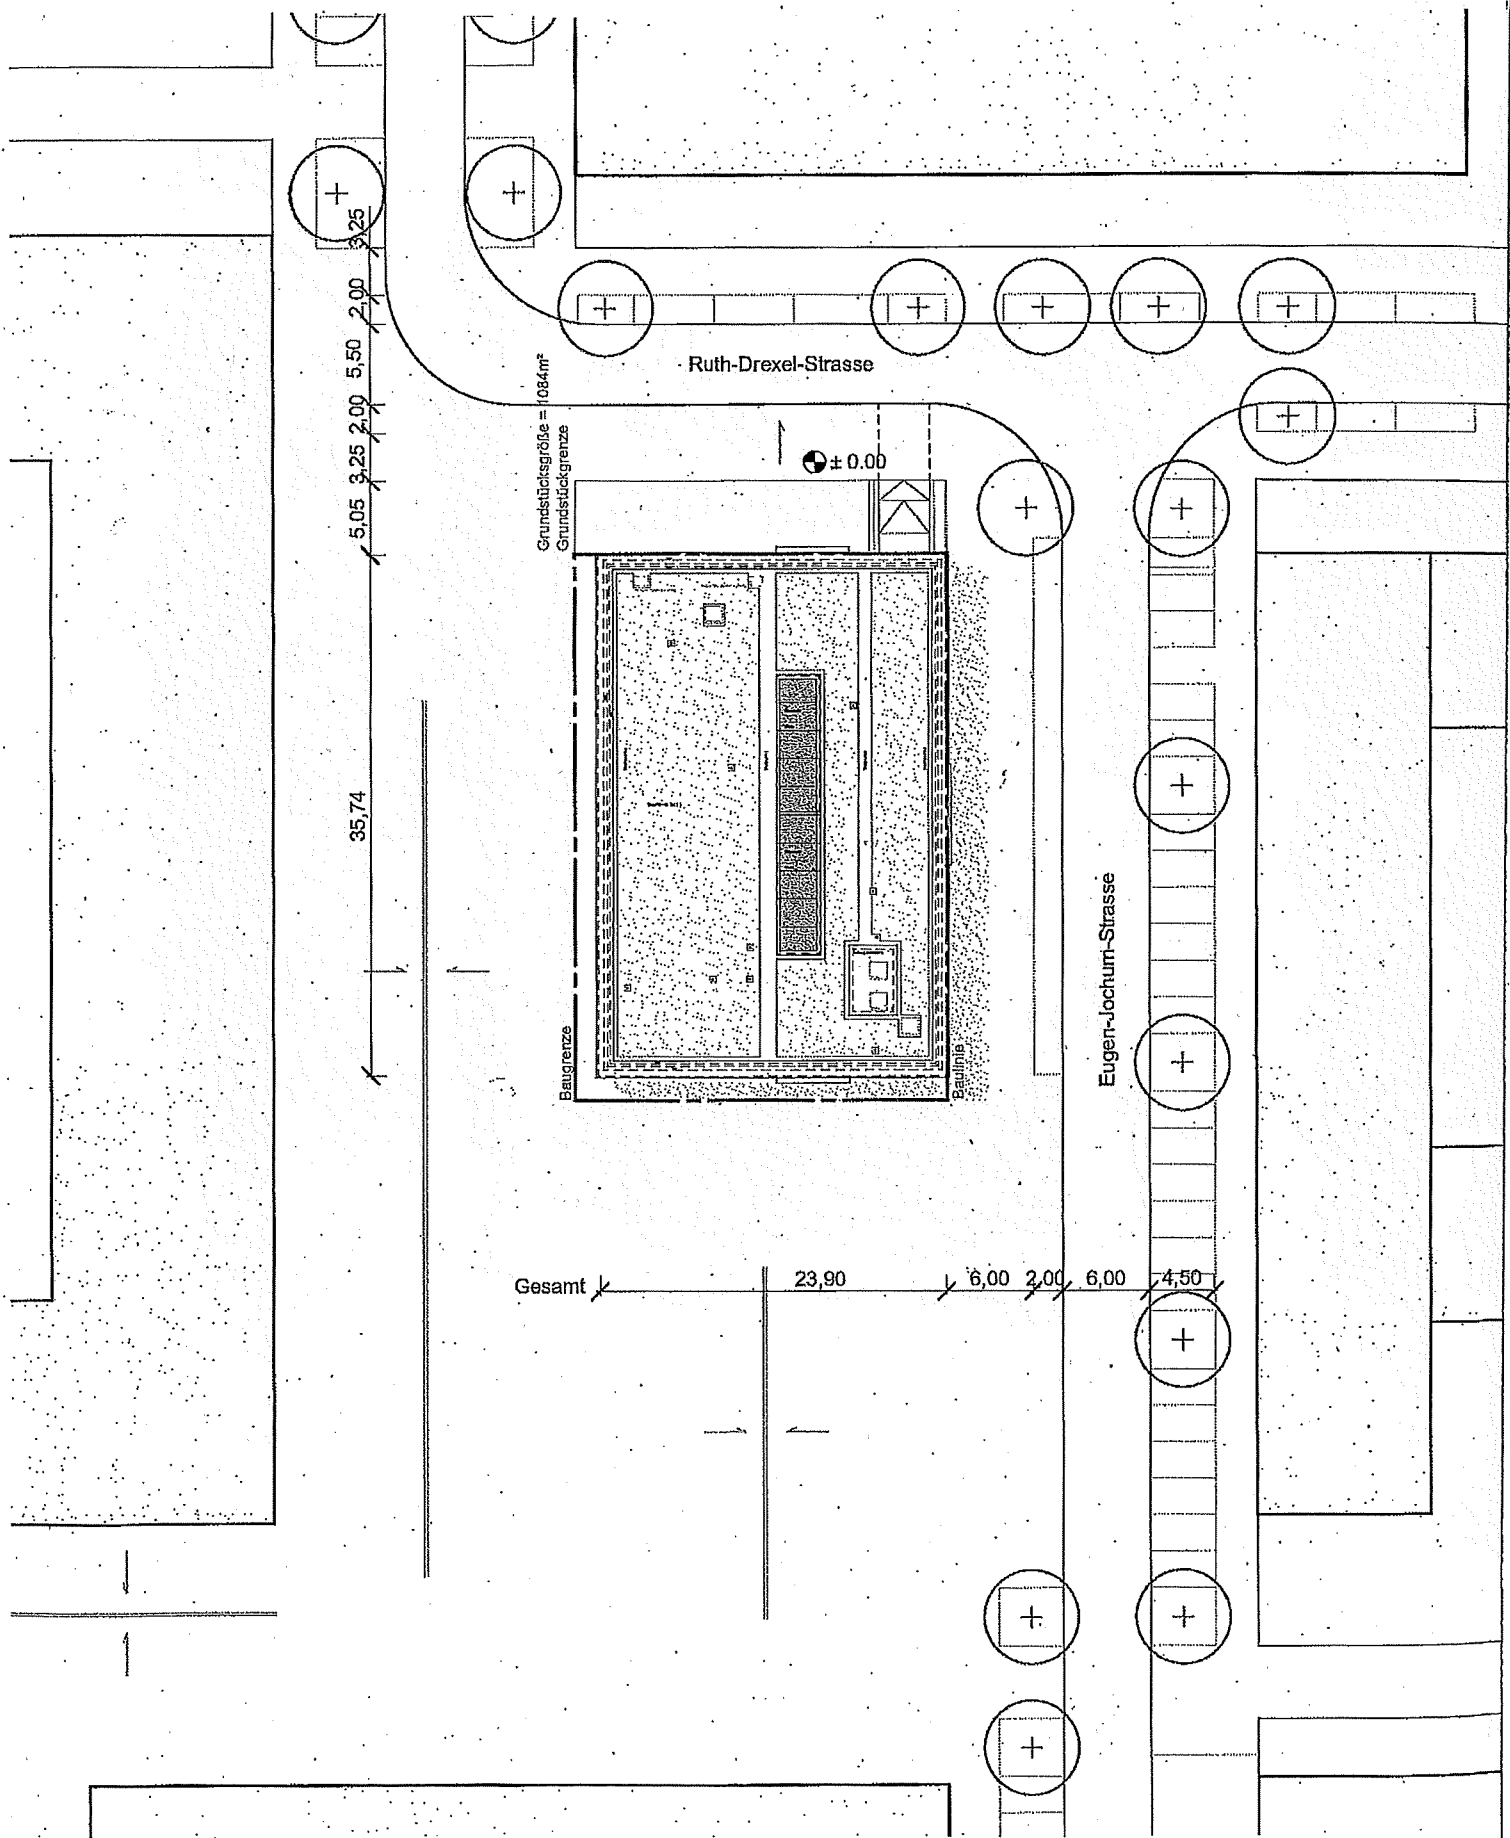 3,25
2,00
5,50
2,00
3,25
5,05
35,74
Ruth-Drexel-Strasse
Grundstücksgröße = 1084m²
Grundstückgrenze
± 0.00
Baugrenze
Baulinie
Eugen-Jochum-Strasse
Gesamt
23,90
6,00
2,00
6,00
4,50